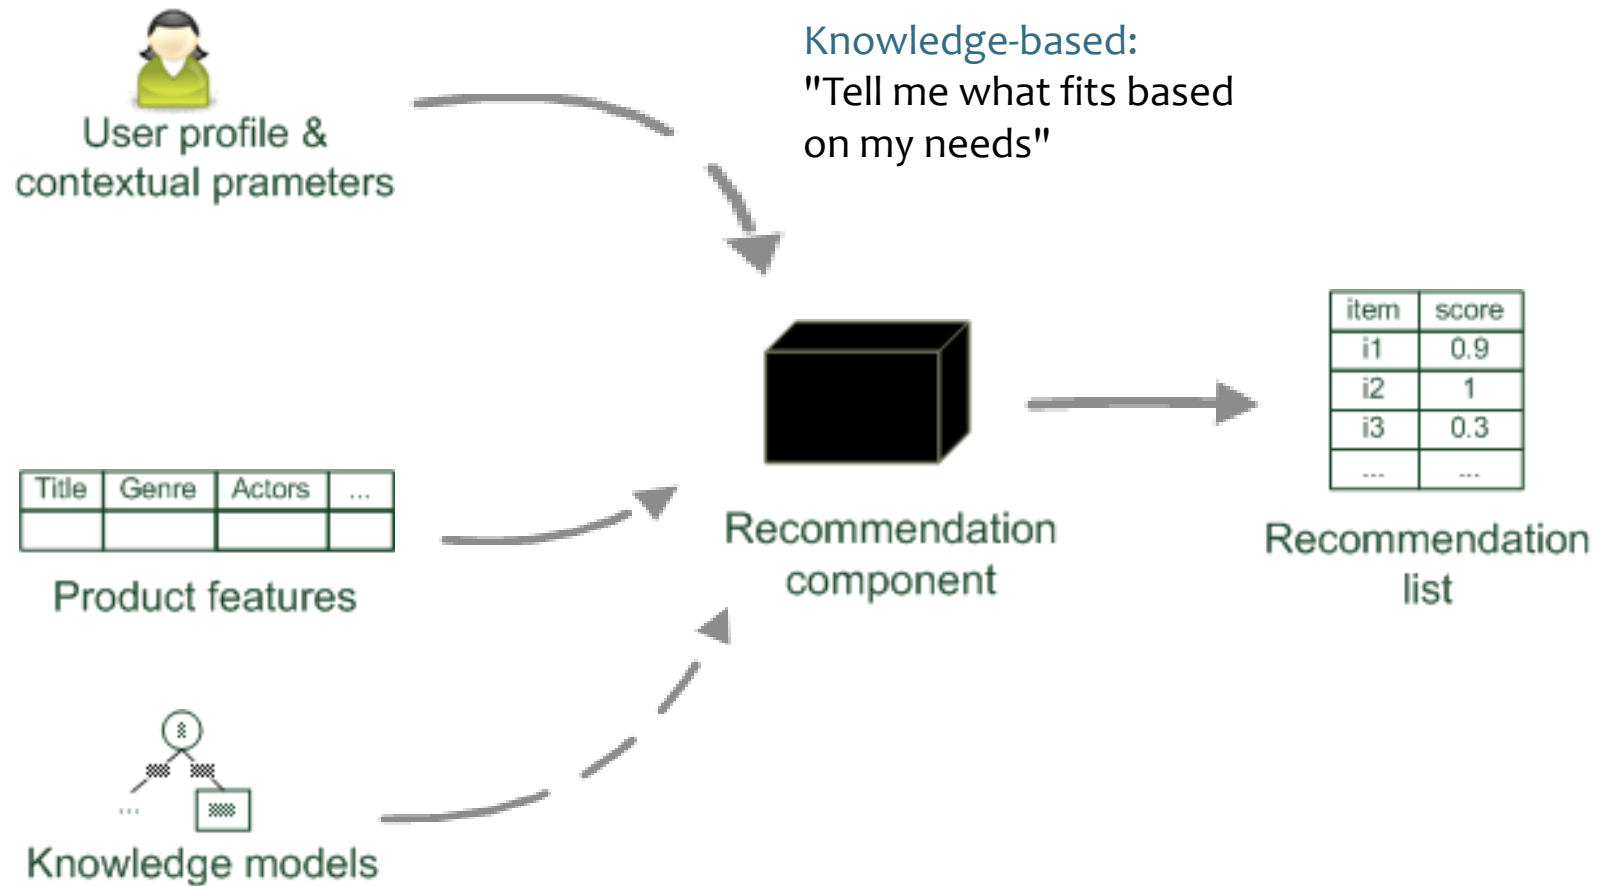 Knowledge-based:
"Tell me what fits based
on my needs"
User profile &
contextual prameters
item score
i1 0.9
i2 1
i3 0.3
... ...
Title Genre Actors ...
Recommendation
component
Recommendation
list
Product features
...
Knowledge models